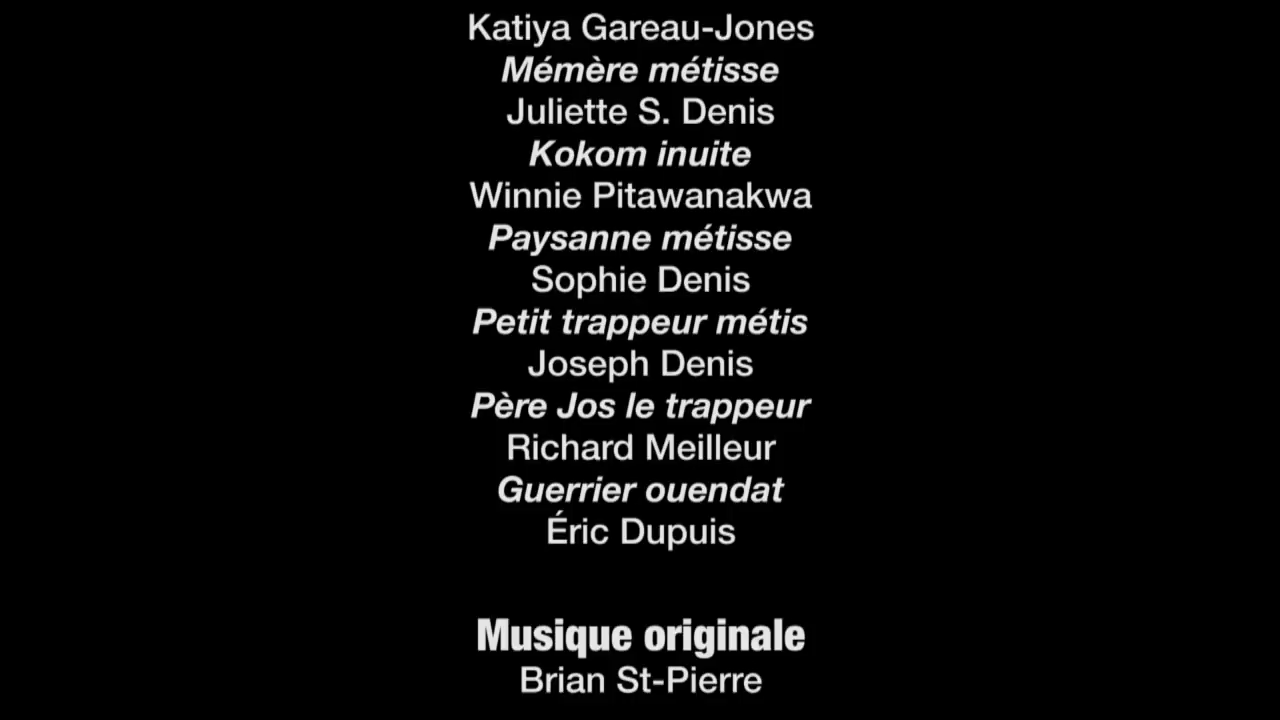 Katiya Gareau-Jones
Mémère métisse
Juliette S. Denis
Kokom inuite
Winnie Pitawanakwa
Paysanne métisse
Sophie Denis
Petit trappeur métis
Joseph Denis
Père Jos le trappeur
Richard Meilleur
Guerrier ouendat
Éric Dupuis
Musique originale
Brian St-Pierre